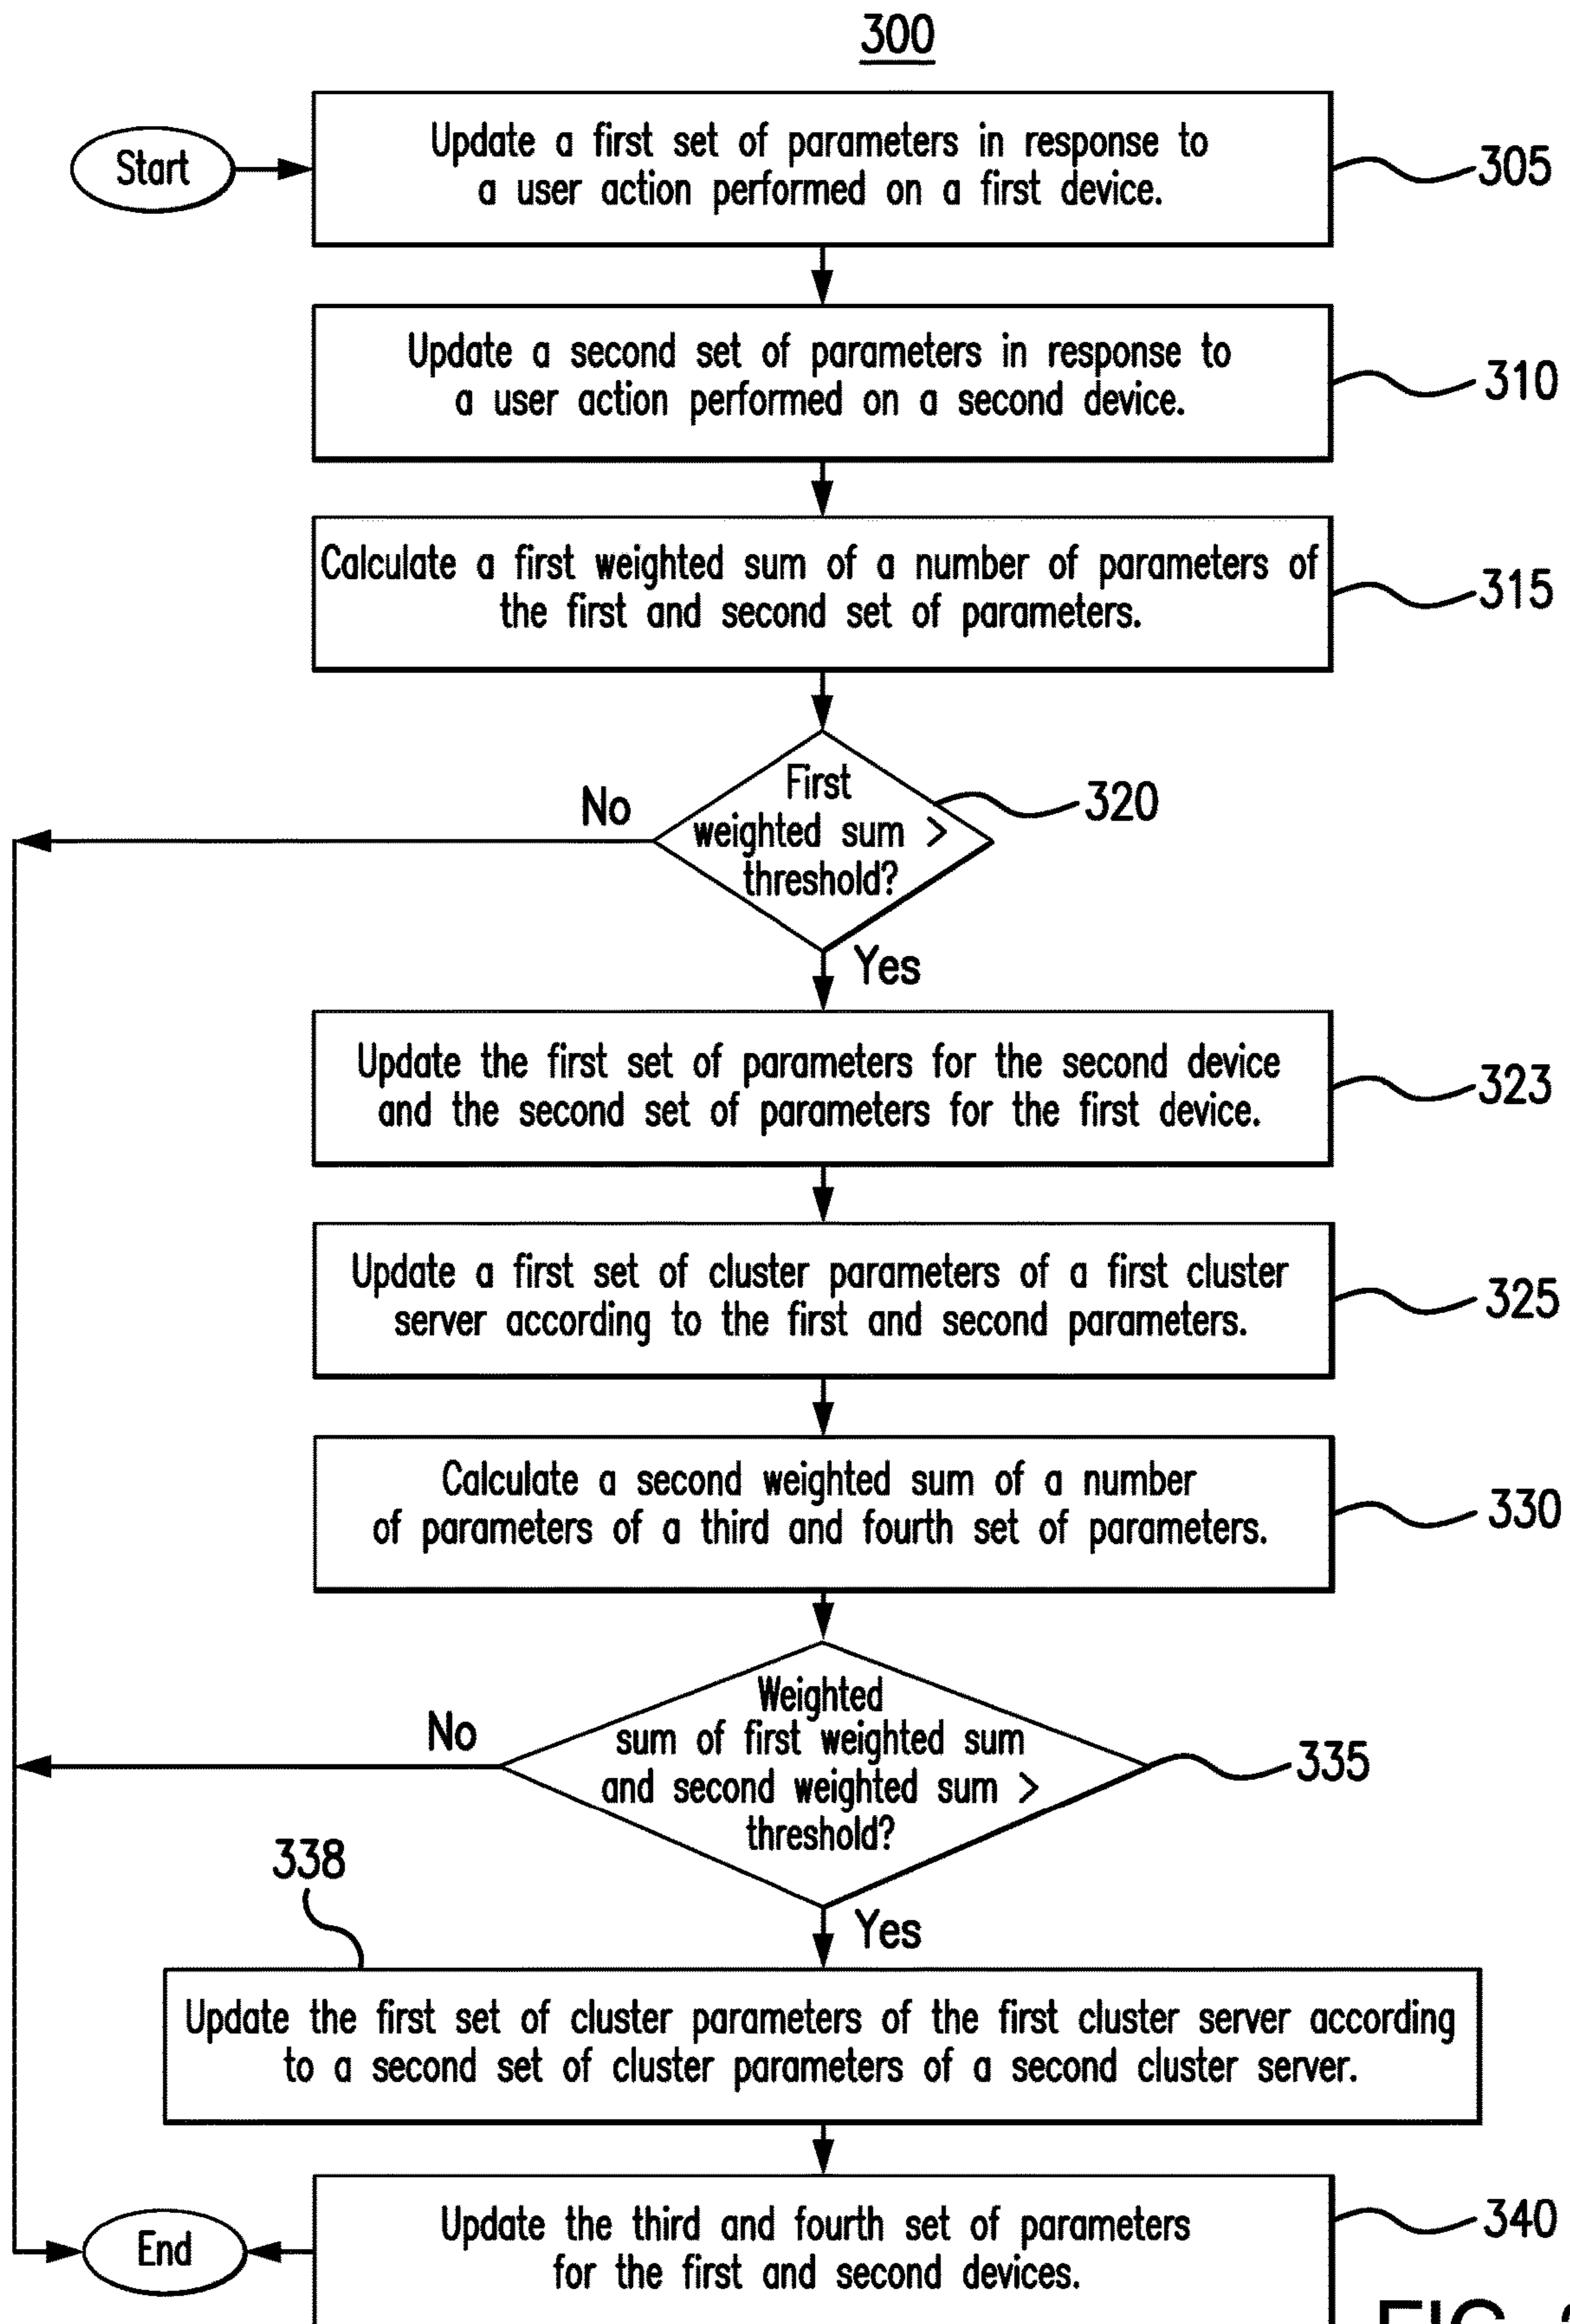 300
Start
Update a first set of parameters in response to
a user action performed on a first device.
305
Update a second set of parameters in response to
a user action performed on a second device.
310
Calculate a first weighted sum of a number of parameters of
the first and second set of parameters.
315
First
weighted sum >
threshold?
320
No
Yes
Update the first set of parameters for the second device
and the second set of parameters for the first device.
323
Update a first set of cluster parameters of a first cluster
server according to the first and second parameters.
325
Calculate a second weighted sum of a number
of parameters of a third and fourth set of parameters.
330
Weighted
sum of first weighted sum
and second weighted sum >
threshold?
335
No
Yes
338
Update the first set of cluster parameters of the first cluster server according
to a second set of cluster parameters of a second cluster server.
Update the third and fourth set of parameters
for the first and second devices.
340
End
FIG.